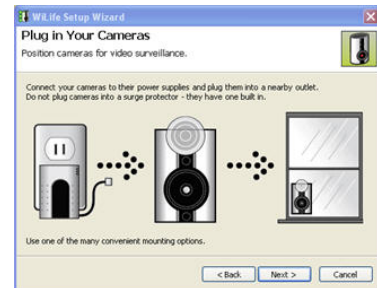 WiLife Setup Wizard
Plug in Your Cameras
Position cameras for video surveillance.
Connect your cameras to their power supplies and plug them into a nearby outlet.
Do not plug cameras into a surge protector - they have one built in.
Use one of the many convenient mounting options.
< Back Next > Cancel